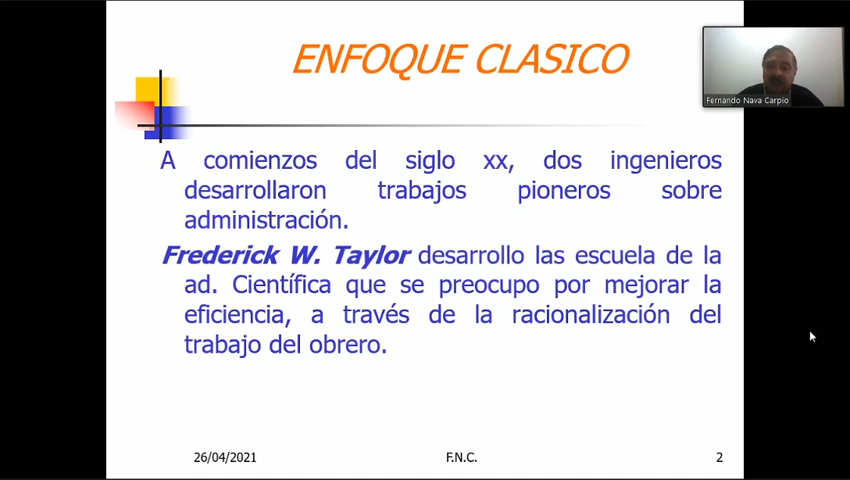 ENFOQUE CLASICO
Fernando Nava Carpio
A comienzos del siglo xx, dos ingenieros
desarrollaron trabajos pioneros sobre
administración.
Frederick W. Taylor desarrollo las escuela de la
ad. Científica que se preocupo por mejorar la
eficiencia, a través de la racionalización del
trabajo del obrero.
26/04/2021
F.N.C.
2